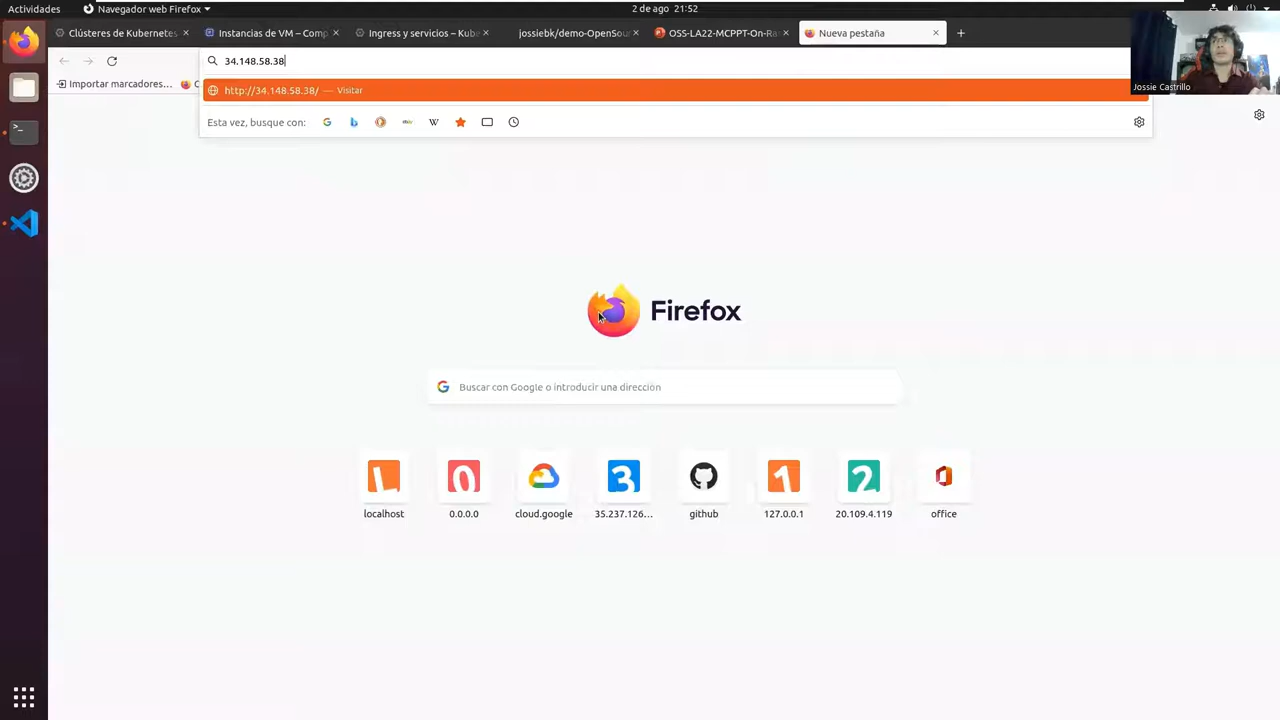 Actividades
Navegador web Firefox
2 de ago 21:52
Clústeres de Kubernetes
Instancias de VM – Comp
Ingress y servicios – Kube
jossiebk/demo-OpenSou
OSS-LA22-MCPPT-On-Ra
Nueva pestaña
34.148.58.38
Importar marcadores…
http://34.148.58.38/ — Visitar
Esta vez, busque con:
Jossie Castrillo
Firefox
Buscar con Google o introducir una dirección
localhost
0.0.0.0
cloud.google
35.237.126…
github
127.0.0.1
20.109.4.119
office